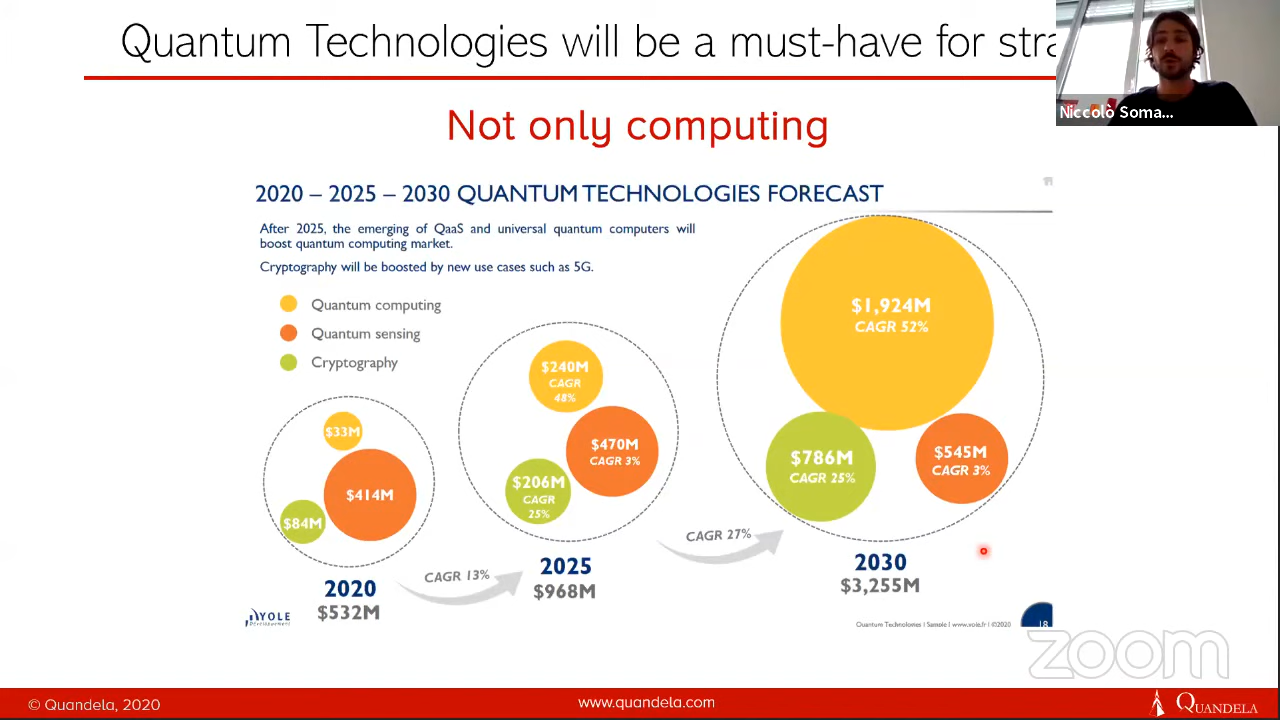 Quantum Technologies will be a must-have for stra
Niccolò Soma...
Not only computing
2020 – 2025 – 2030 QUANTUM TECHNOLOGIES FORECAST
After 2025, the emerging of QaaS and universal quantum computers will
boost quantum computing market.
Cryptography will be boosted by new use cases such as 5G.
Quantum computing
Quantum sensing
Cryptography
$33M
$414M
$84M
2020
$532M
CAGR 13%
$240M
CAGR
48%
$470M
CAGR 3%
$206M
CAGR
25%
2025
$968M
CAGR 27%
$1,924M
CAGR 52%
$786M
CAGR 25%
$545M
CAGR 3%
2030
$3,255M
YOLE
Développement
Quantum Technologies | Sample | www.yole.fr | ©2020
18
zoom
© Quandela, 2020
www.quandela.com
QUANDELA